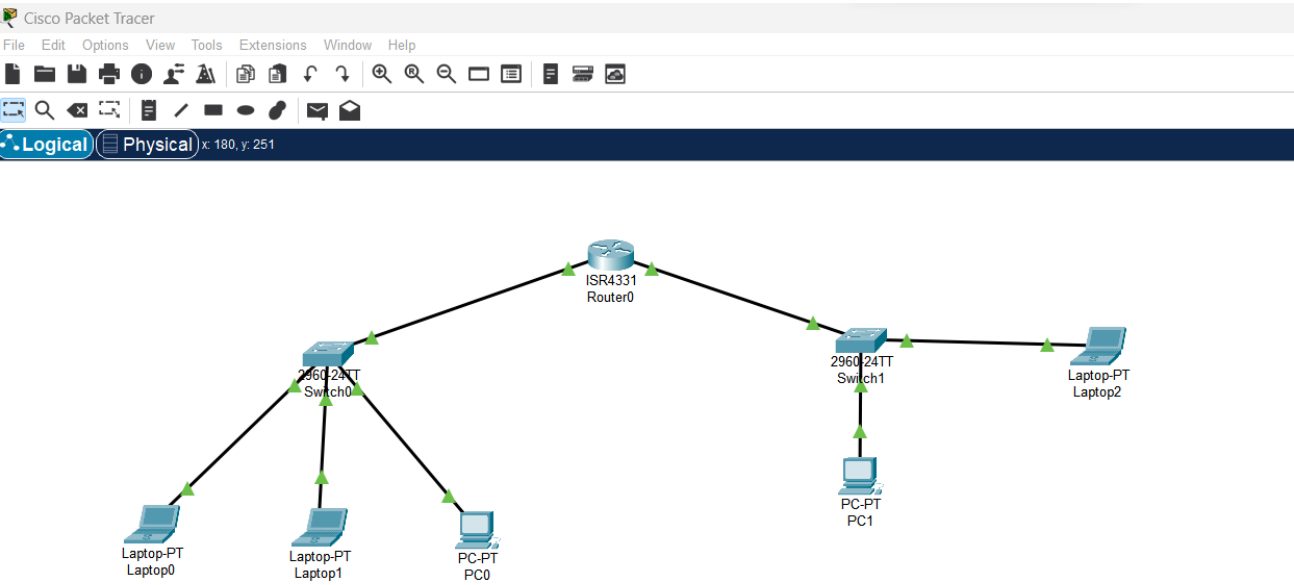 Cisco Packet Tracer
File Edit Options View Tools Extensions Window Help
Logical Physical x: 180, y: 251
ISR4331
Router0
2960-24TT
Switch0
2960-24TT
Switch1
Laptop-PT
Laptop2
PC-PT
PC1
Laptop-PT
Laptop0
Laptop-PT
Laptop1
PC-PT
PC0